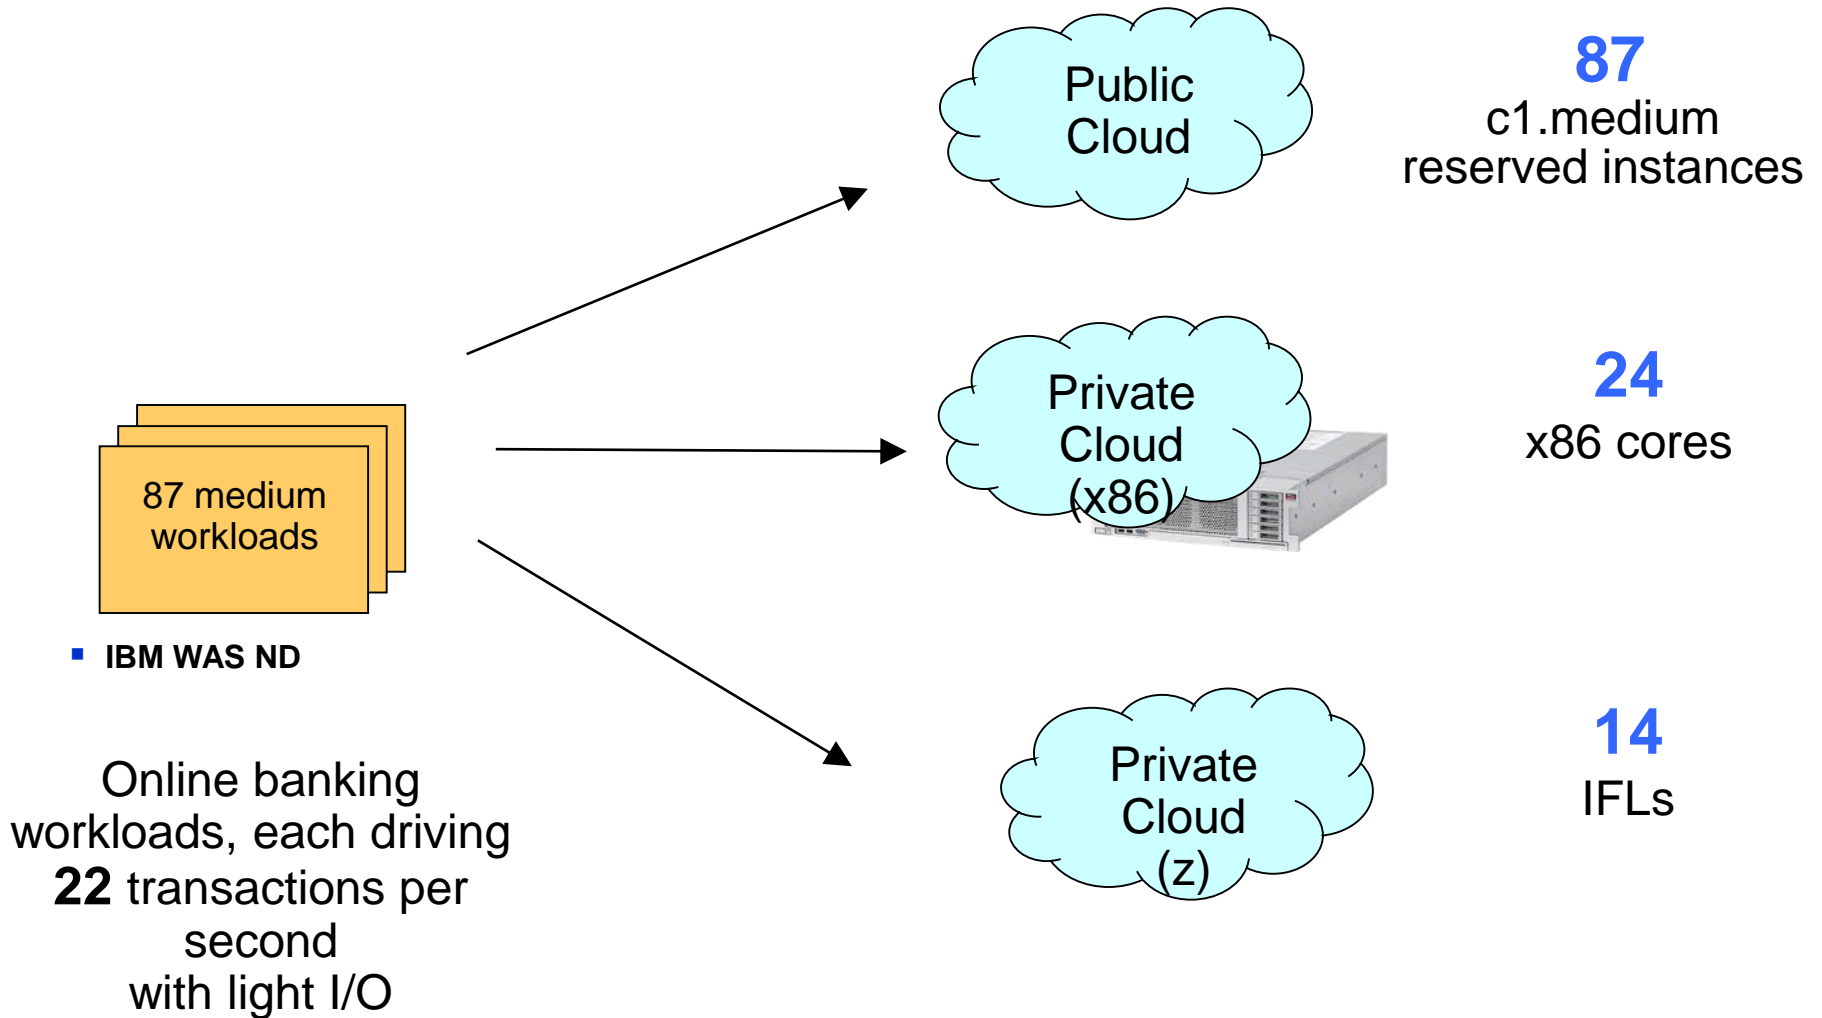 Public
Cloud
87
c1.medium
reserved instances
Private
Cloud
(x86)
24
x86 cores
87 medium
workloads
▪ IBM WAS ND
Online banking
workloads, each driving
22 transactions per
second
with light I/O
Private
Cloud
(z)
14
IFLs